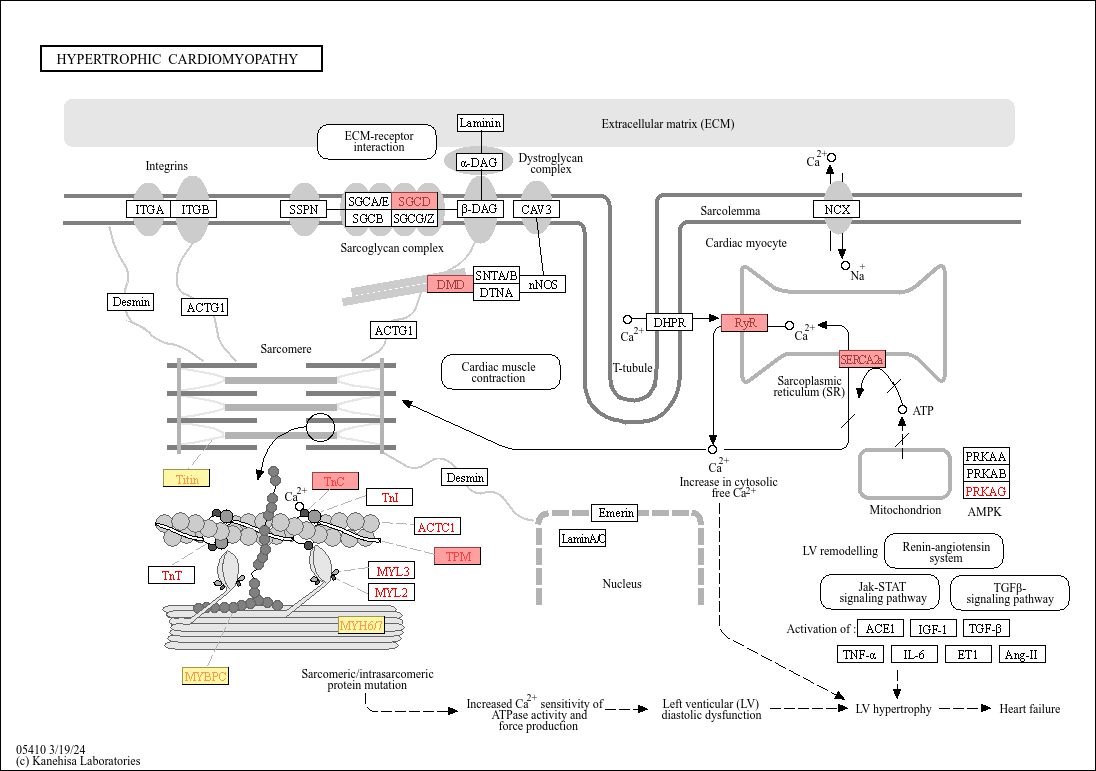 HYPERTROPHIC CARDIOMYOPATHY
Extracellular matrix (ECM)
Laminin
ECM-receptor
interaction
α-DAG
Dystroglycan
complex
Integrins
Ca2+
ITGA
ITGB
SSPN
SGCA/E
SGCD
SGCB
SGCG/Z
β-DAG
CAV3
Sarcolemma
NCX
Sarcoglycan complex
Cardiac myocyte
Na+
SNTA/B
DMD
DTNA
nNOS
Desmin
ACTG1
ACTG1
Ca2+
DHPR
RyR
Ca2+
Sarcomere
SERCA2a
T-tubule
Cardiac muscle
contraction
Sarcoplasmic
reticulum (SR)
ATP
Titin
TnC
Desmin
Ca2+
TnI
Ca2+
Increase in cytosolic
free Ca2+
PRKAA
PRKAB
PRKAG
Mitochondrion
AMPK
ACTC1
Emerin
LaminA/C
TPM
TnT
MYL3
MYL2
Nucleus
LV remodelling
Renin-angiotensin
system
Jak-STAT
signaling pathway
TGFβ-
signaling pathway
MYH6/7
Activation of :
ACE1
IGF-1
TGF-β
TNF-α
IL-6
ET1
Ang-II
MYBPC
Sarcomeric/intrasarcomeric
protein mutation
Increased Ca2+ sensitivity of
ATPase activity and
force production
Left venticular (LV)
diastolic dysfunction
LV hypertrophy
Heart failure
05410 3/19/24
(c) Kanehisa Laboratories